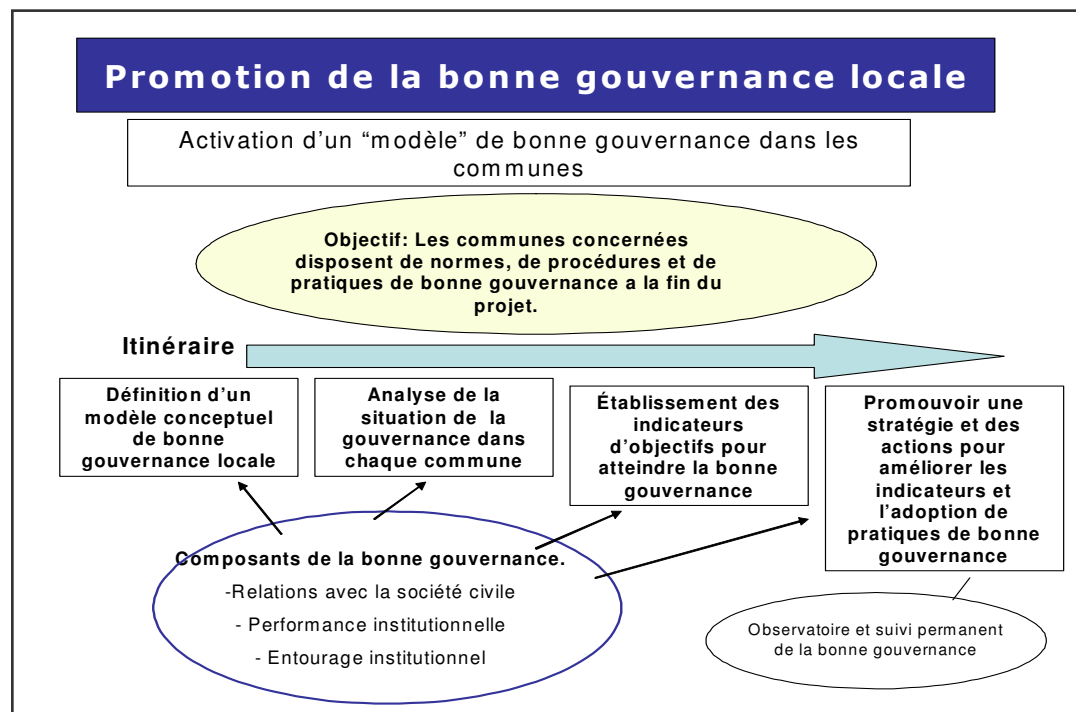 Promotion de la bonne gouvernance locale
Activation d’un “modèle” de bonne gouvernance dans les
communes
Objectif: Les communes concernées
disposent de normes, de procédures et de
pratiques de bonne gouvernance a la fin du
projet.
Itinéraire
Définition d’un
modèle conceptuel
de bonne
gouvernance locale
Analyse de la
situation de la
gouvernance dans
chaque commune
Établissement des
indicateurs
d’objectifs pour
atteindre la bonne
gouvernance
Promouvoir une
stratégie et des
actions pour
améliorer les
indicateurs et
l’adoption de
pratiques de bonne
gouvernance
Composants de la bonne gouvernance.
-Relations avec la société civile
- Performance institutionnelle
- Entourage institutionnel
Observatoire et suivi permanent
de la bonne gouvernance